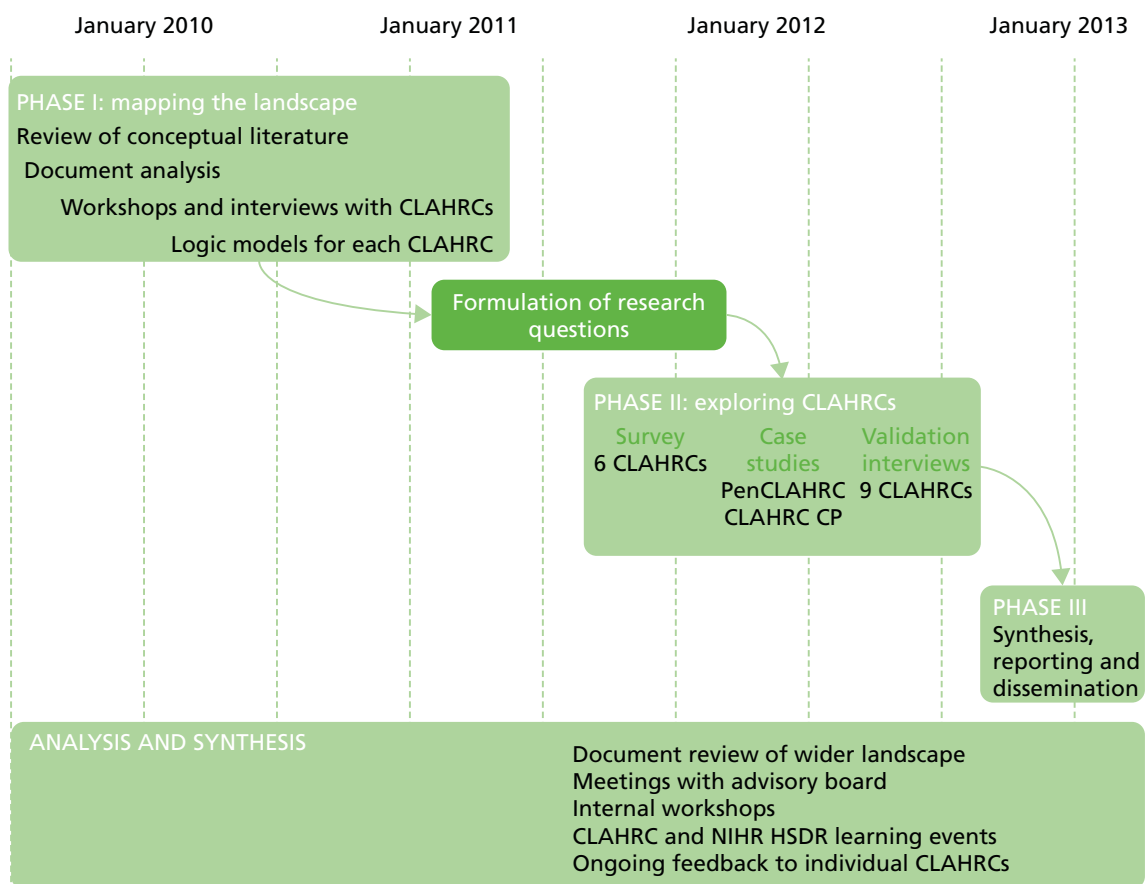 January 2010
January 2011
January 2012
January 2013
PHASE I: mapping the landscape
Review of conceptual literature
Document analysis
Workshops and interviews with CLAHRCs
Logic models for each CLAHRC
Formulation of research
questions
PHASE II: exploring CLAHRCs
Survey
6 CLAHRCs
Case
studies
PenCLAHRC
CLAHRC CP
Validation
interviews
9 CLAHRCs
PHASE III
Synthesis,
reporting and
dissemination
ANALYSIS AND SYNTHESIS
Document review of wider landscape
Meetings with advisory board
Internal workshops
CLAHRC and NIHR HSDR learning events
Ongoing feedback to individual CLAHRCs